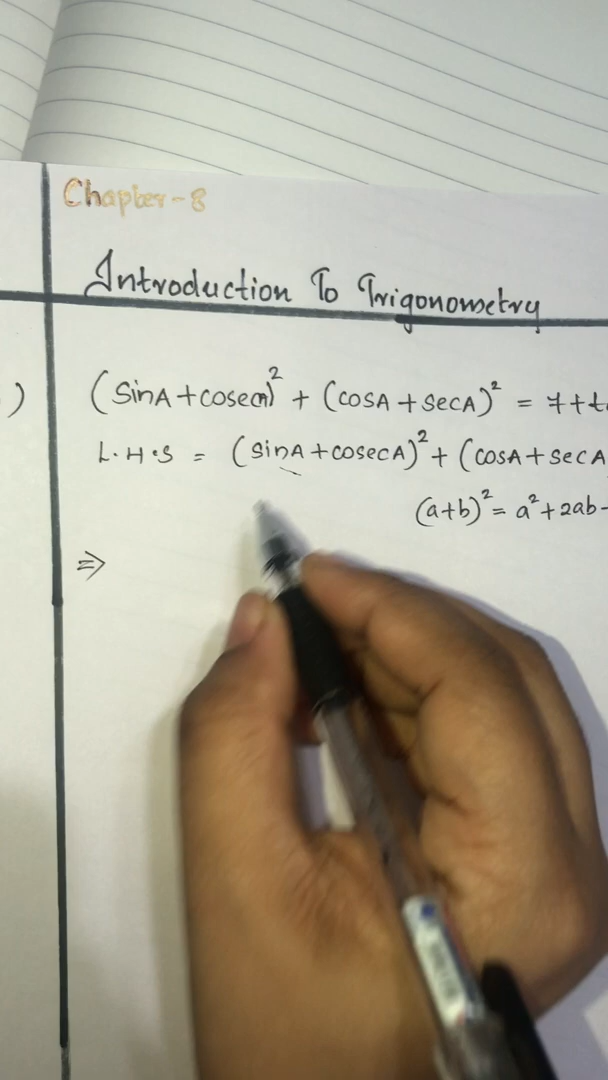 Chapter-8
Introduction To Trigonometry
) (SinA+cosecA)² + (cosA+secA)² = 7+t
L.H.S = (sinA+cosecA)²+(cosA+secA
(a+b)²= a²+2ab-
⇒